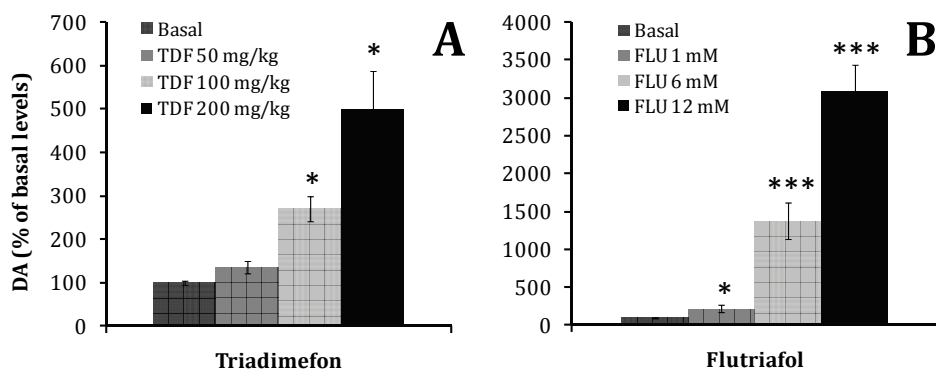 A
DA (% of basal levels)
700
600
500
400
300
200
100
0
Basal
TDF 50 mg/kg
TDF 100 mg/kg
TDF 200 mg/kg
*
*
Triadimefon
B
4000
3500
3000
2500
2000
1500
1000
500
0
Basal
FLU 1 mM
FLU 6 mM
FLU 12 mM
*
***
***
Flutriafol